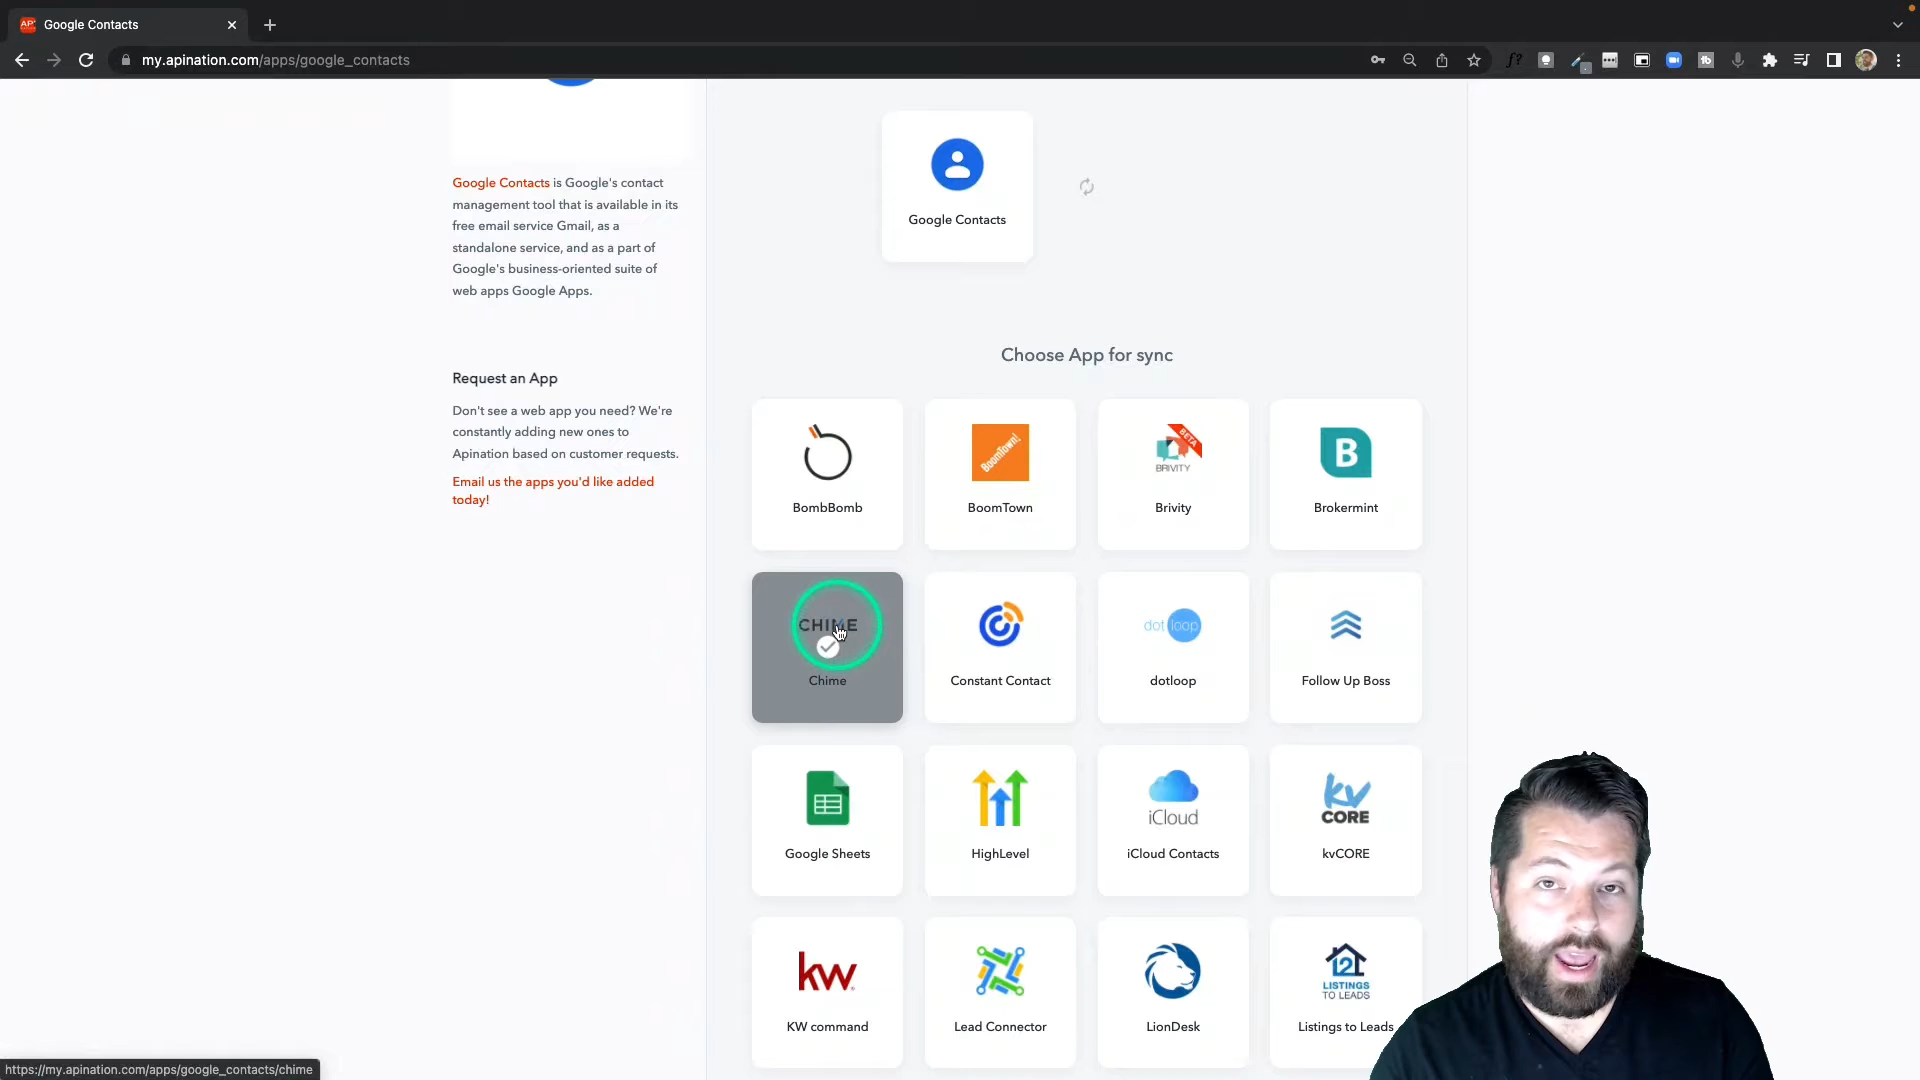 Google Contacts
my.apination.com/apps/google_contacts
Google Contacts is Google's contact
management tool that is available in its
free email service Gmail, as a
standalone service, and as a part of
Google's business-oriented suite of
web apps Google Apps.
Request an App
Don't see a web app you need? We're
constantly adding new ones to
Apination based on customer requests.
Email us the apps you'd like added
today!
Google Contacts
Choose App for sync
BombBomb
BoomTown!
BoomTown
BETA
BRIVITY
Brivity
B
Brokermint
CHIME
Chime
Constant Contact
dotloop
dotloop
Follow Up Boss
Google Sheets
HighLevel
iCloud
iCloud Contacts
kv
CORE
kvCORE
kw
KW command
Lead Connector
LionDesk
L2L
LISTINGS
TO LEADS
Listings to Leads
https://my.apination.com/apps/google_contacts/chime